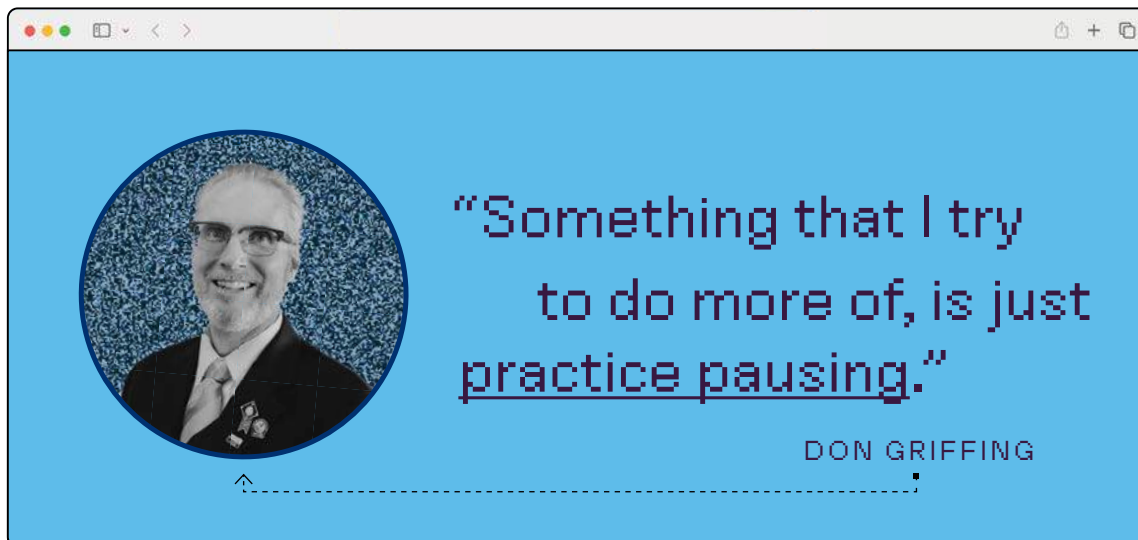 “Something that I try
to do more of, is just
practice pausing.”
DON GRIFFING